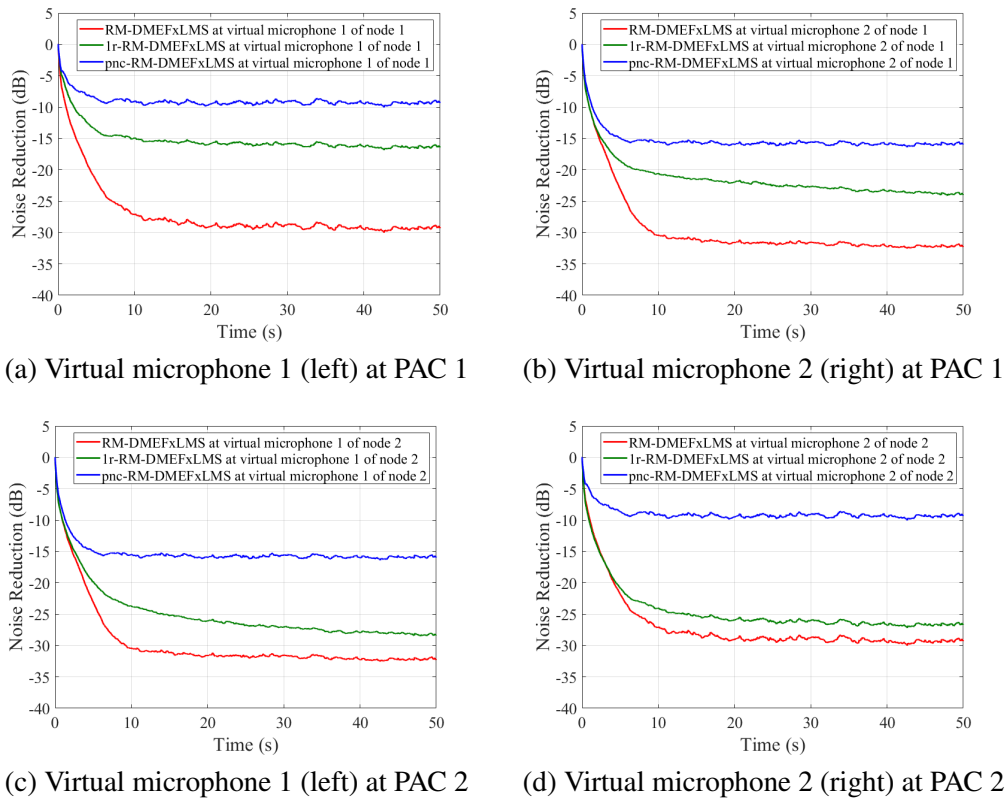 RM-DMEFxLMS at virtual microphone 1 of node 1
1r-RM-DMEFxLMS at virtual microphone 1 of node 1
pnc-RM-DMEFxLMS at virtual microphone 1 of node 1
5
0
-5
-10
-15
-20
-25
-30
-35
-40
Noise Reduction (dB)
0 10 20 30 40 50
Time (s)
(a) Virtual microphone 1 (left) at PAC 1
RM-DMEFxLMS at virtual microphone 2 of node 1
1r-RM-DMEFxLMS at virtual microphone 2 of node 1
pnc-RM-DMEFxLMS at virtual microphone 2 of node 1
5
0
-5
-10
-15
-20
-25
-30
-35
-40
Noise Reduction (dB)
0 10 20 30 40 50
Time (s)
(b) Virtual microphone 2 (right) at PAC 1
RM-DMEFxLMS at virtual microphone 1 of node 2
1r-RM-DMEFxLMS at virtual microphone 1 of node 2
pnc-RM-DMEFxLMS at virtual microphone 1 of node 2
5
0
-5
-10
-15
-20
-25
-30
-35
-40
Noise Reduction (dB)
0 10 20 30 40 50
Time (s)
(c) Virtual microphone 1 (left) at PAC 2
RM-DMEFxLMS at virtual microphone 2 of node 2
1r-RM-DMEFxLMS at virtual microphone 2 of node 2
pnc-RM-DMEFxLMS at virtual microphone 2 of node 2
5
0
-5
-10
-15
-20
-25
-30
-35
-40
Noise Reduction (dB)
0 10 20 30 40 50
Time (s)
(d) Virtual microphone 2 (right) at PAC 2